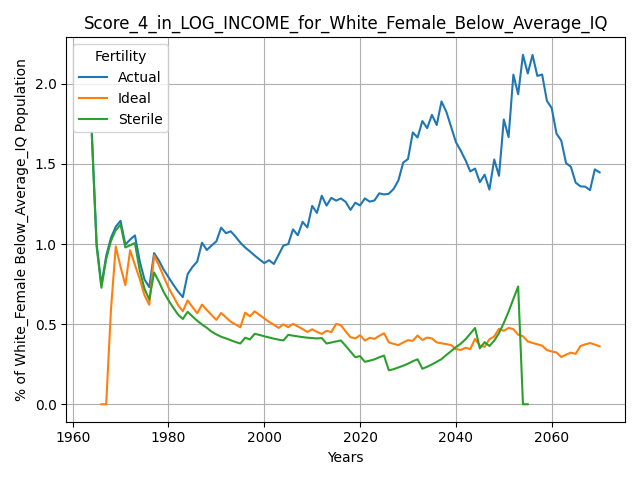 Score_4_in_LOG_INCOME_for_White_Female_Below_Average_IQ
% of White_Female Below_Average_IQ Population
Fertility
Actual
Ideal
Sterile
2.0
1.5
1.0
0.5
0.0
1960 1980 2000 2020 2040 2060
Years